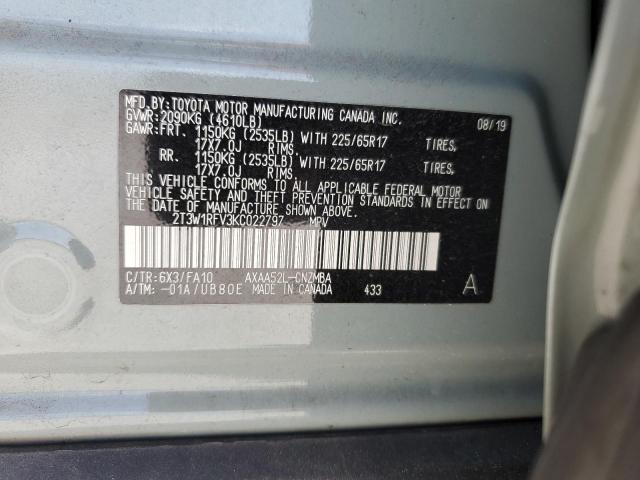 MFD.BY:TOYOTA MOTOR MANUFACTURING CANADA INC.
GVWR:2090KG (4610LB) 08/19
GAWR:FRT. 1150KG (2535LB) WITH 225/65R17 TIRES,
17X7.0J RIMS.
RR. 1150KG (2535LB) WITH 225/65R17 TIRES,
17X7.0J RIMS.
THIS VEHICLE CONFORMS TO ALL APPLICABLE FEDERAL MOTOR
VEHICLE SAFETY AND THEFT PREVENTION STANDARDS IN EFFECT ON
THE DATE OF MANUFACTURE SHOWN ABOVE.
2T3W1RFV3KC022797 MPV
C/TR:6X3/FA10 AXAA52L-CNZMBA
A/TM:-01A/UB80E MADE IN CANADA 433 A